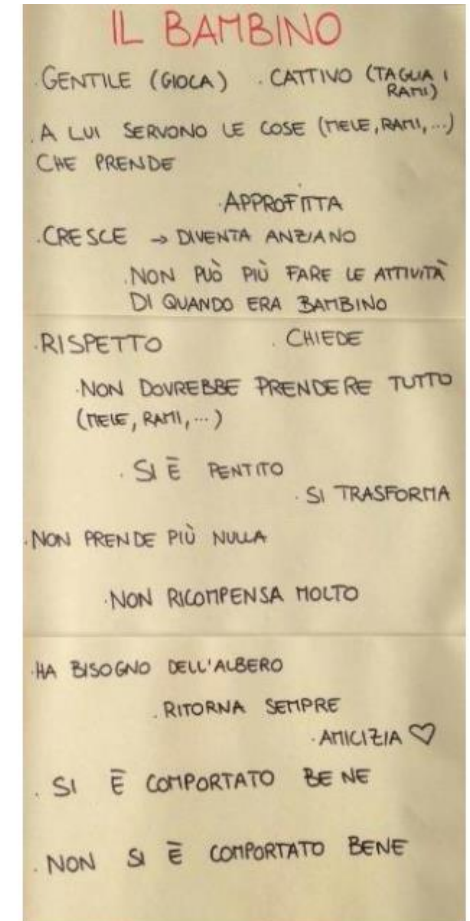 IL BAMBINO
. GENTILE (GIOCA) . CATTIVO (TAGLIA I
RAMI)
. A LUI SERVONO LE COSE (MELE, RAMI, ...)
CHE PRENDE
. APPROFITTA
. CRESCE → DIVENTA ANZIANO
. NON PUÒ PIÙ FARE LE ATTIVITÀ
DI QUANDO ERA BAMBINO
. RISPETTO . CHIEDE
. NON DOVREBBE PRENDERE TUTTO
(MELE, RAMI, ...)
. SI È PENTITO
. SI TRASFORMA
. NON PRENDE PIÙ NULLA
. NON RICOMPENSA MOLTO
. HA BISOGNO DELL'ALBERO
. RITORNA SEMPRE
. AMICIZIA ♡
. SI È COMPORTATO BENE
. NON SI È COMPORTATO BENE